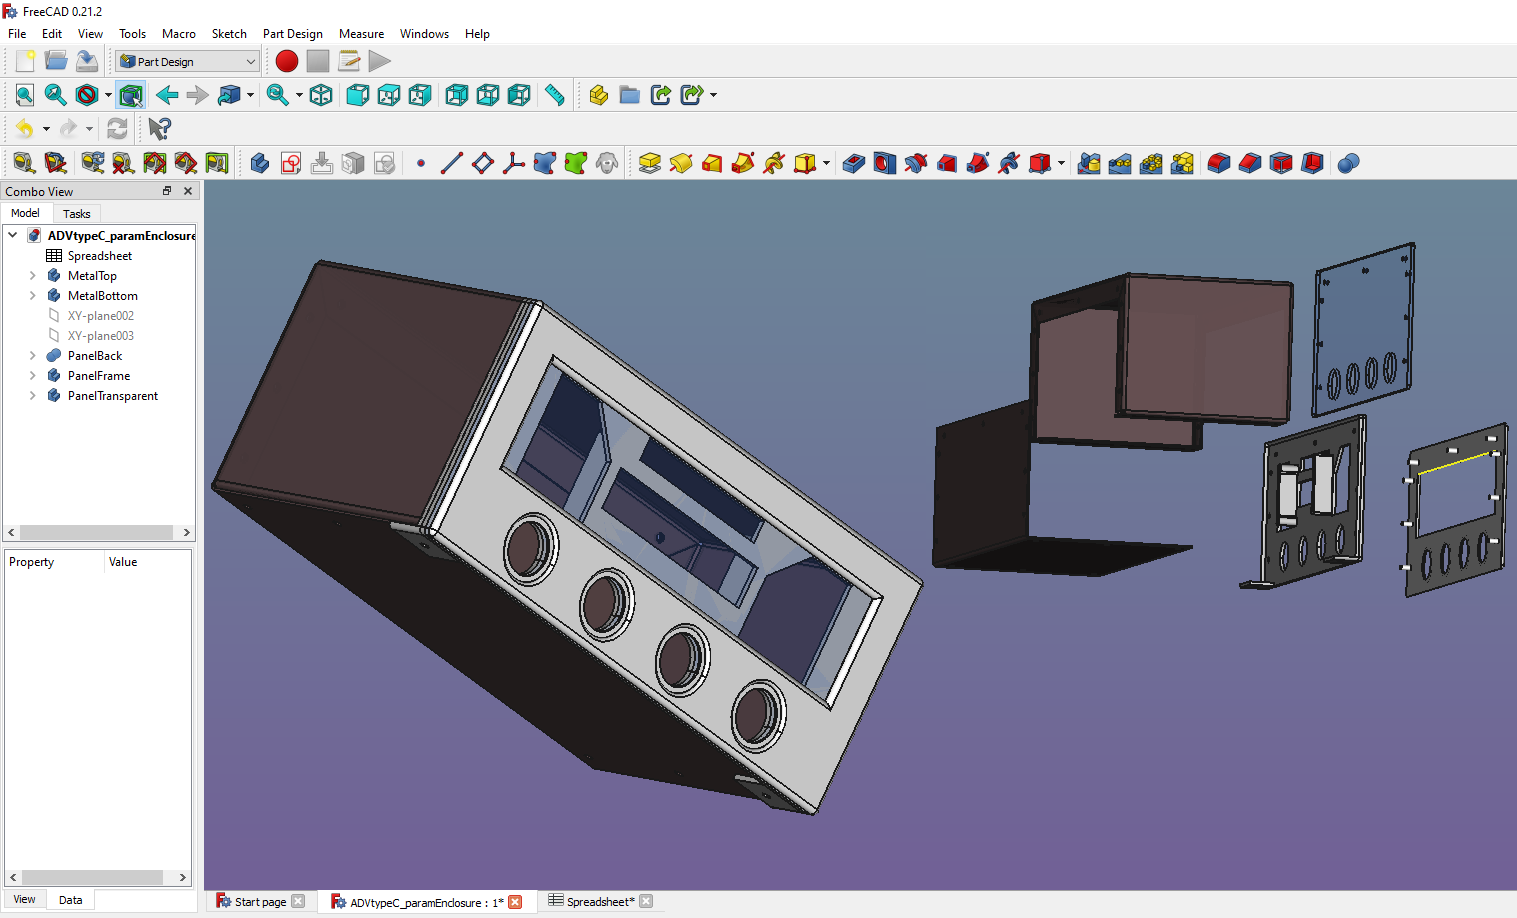 FreeCAD 0.21.2
File Edit View Tools Macro Sketch Part Design Measure Windows Help
Part Design
Combo View
Model Tasks
ADVtypeC_paramEnclosure
Spreadsheet
MetalTop
MetalBottom
XY-plane002
XY-plane003
PanelBack
PanelFrame
PanelTransparent
Property Value
View Data
Start page ADVtypeC_paramEnclosure : 1* Spreadsheet*